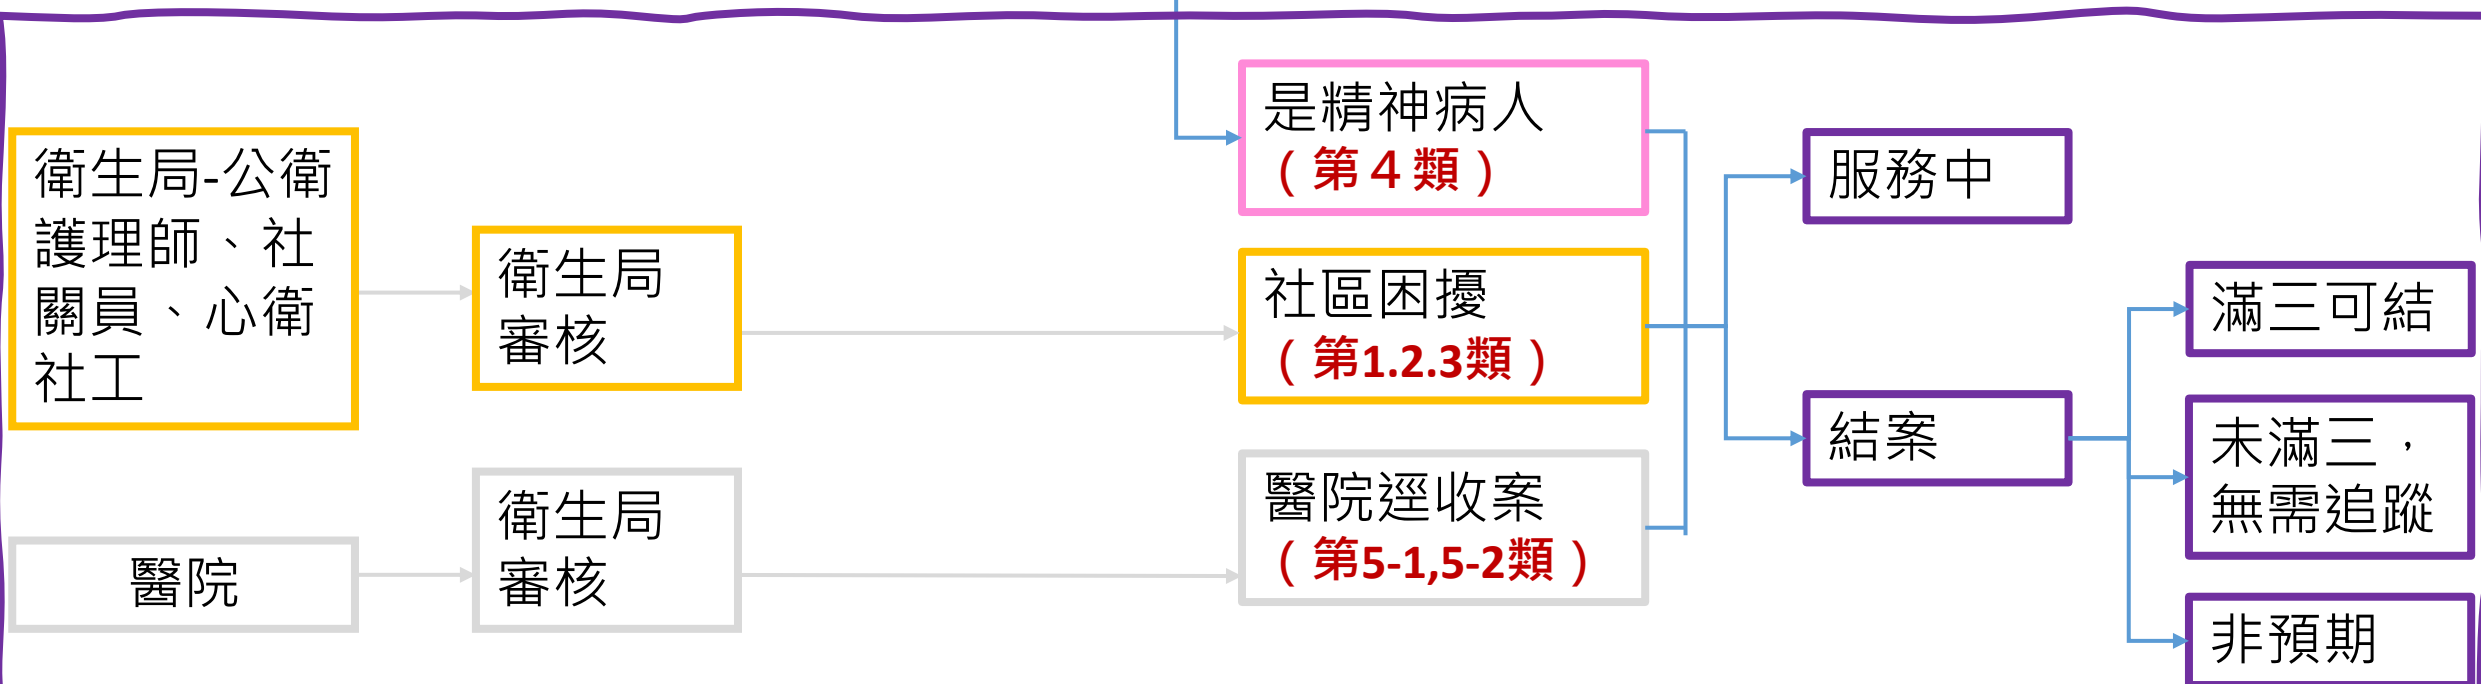 衛生局-公衛
護理師、社
關員、心衛
社工
衛生局
審核
醫院
衛生局
審核
是精神病人
（第４類）
社區困擾
（第1.2.3類）
醫院逕收案
（第5-1,5-2類）
服務中
結案
滿三可結
未滿三，
無需追蹤
非預期